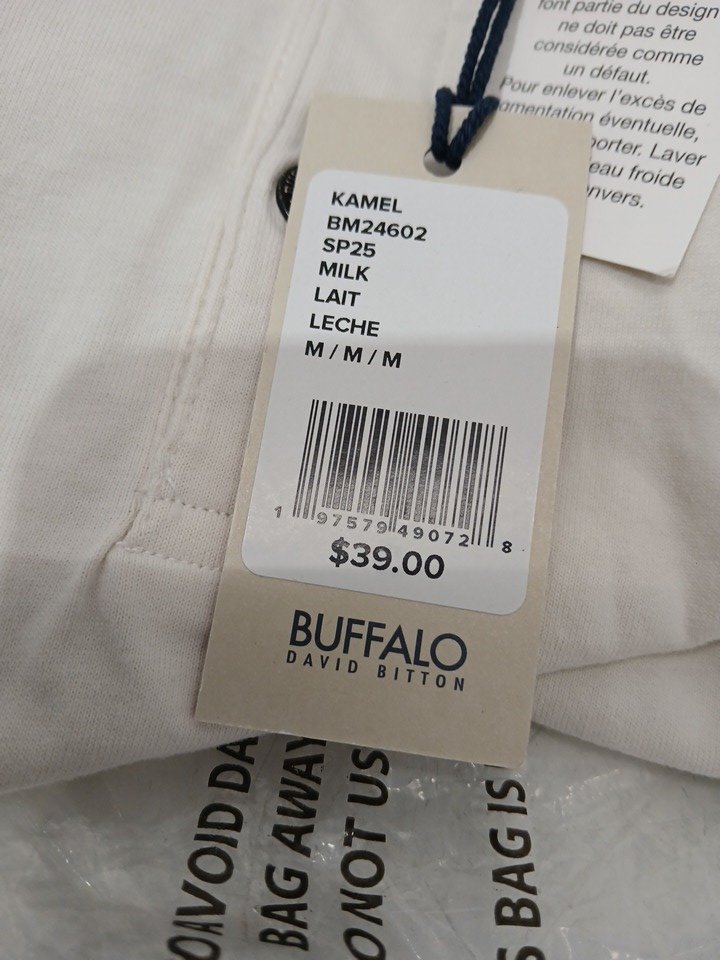 font partie du design
ne doit pas être
considérée comme
un défaut.
Pour enlever l'excès de
éventuelle,
Laver
eau froide
KAMEL
BM24602
SP25
MILK
LAIT
LECHE
M / M / M
1 97579 49072 8
$39.00
BUFFALO
DAVID BITTON
AVOID
BAG AWAY
NOT
BAG IS